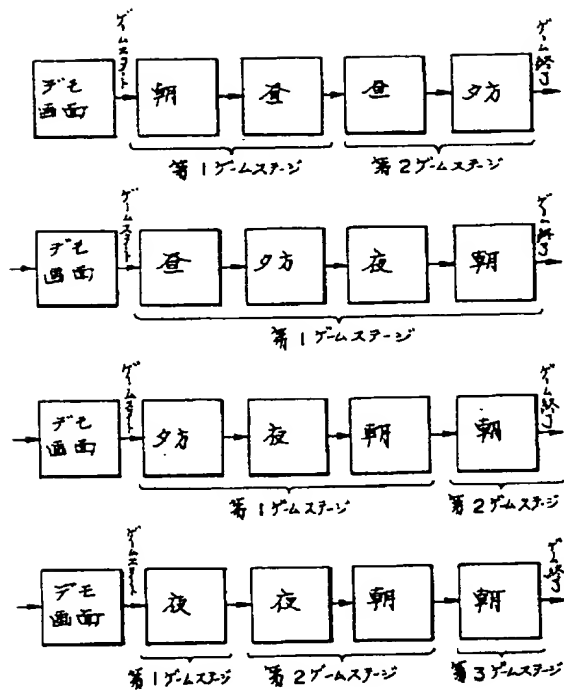 ゲームスタート
ゲーム終了
デモ画面
朝
昼
昼
夕方
第1ゲームステージ
第2ゲームステージ
ゲームスタート
ゲーム終了
デモ画面
昼
夕方
夜
朝
第1ゲームステージ
ゲームスタート
ゲーム終了
デモ画面
夕方
夜
朝
朝
第1ゲームステージ
第2ゲームステージ
ゲームスタート
ゲーム終了
デモ画面
夜
夜
朝
朝
第1ゲームステージ
第2ゲームステージ
第3ゲームステージ